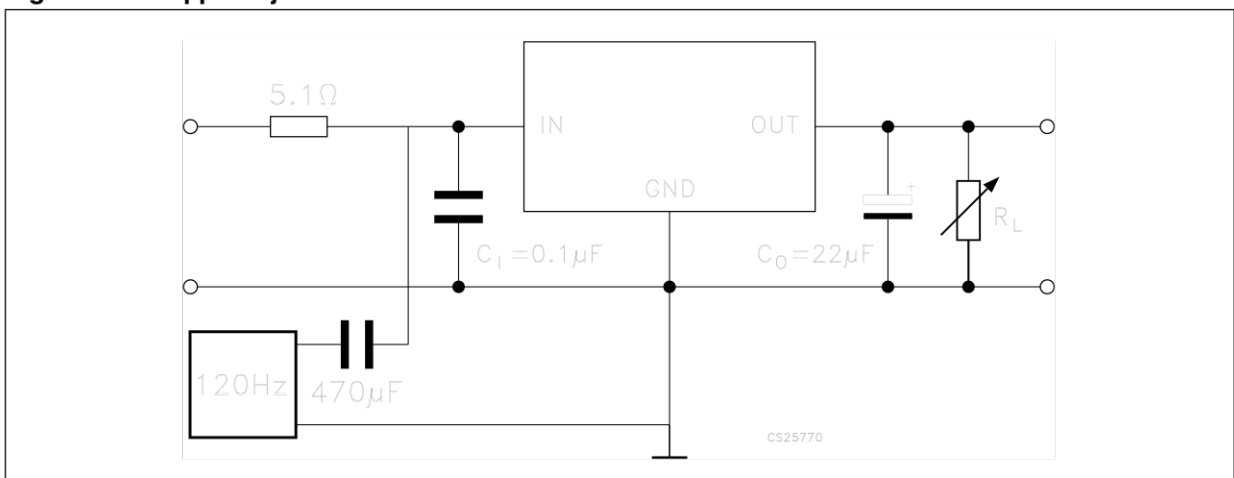 5.1Ω
IN
OUT
GND
+
R_L
C_I=0.1µF
C_O=22µF
120Hz
470µF
CS25770